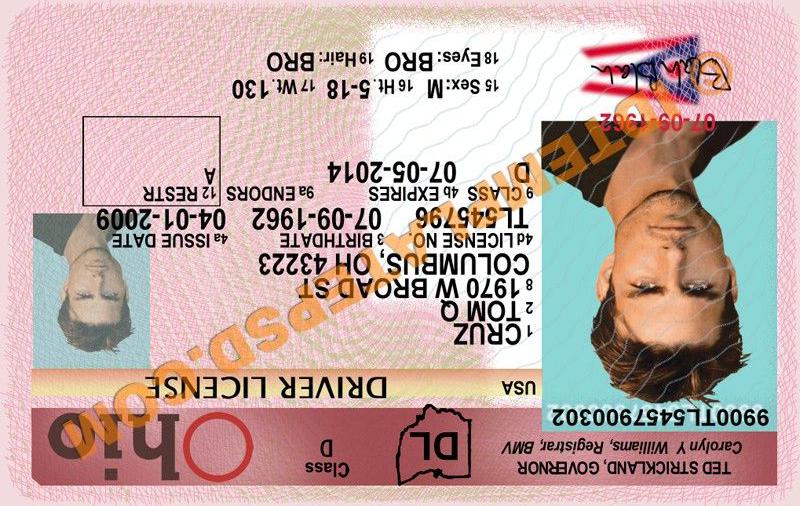 Ohio
Class
D
DL
TED STRICKLAND, GOVERNOR
Carolyn Y Williams, Registrar, BMV
DRIVER LICENSE
USA
9900TL5457900302
1 CRUZ
2 TOM Q
8 1970 W BROAD ST
COLUMBUS, OH 43223
4d LICENSE NO. 3 BIRTHDATE 4a ISSUE DATE
TL545796 07-09-1962 04-01-2009
9 CLASS 4b EXPIRES 9a ENDORS 12 RESTR
D 07-05-2014 A
15 Sex: M 16 Ht. 5-18 17 Wt. 130
18 Eyes: BRO 19 Hair: BRO
07-09-1962
IDTEMPLATEPSD.COM